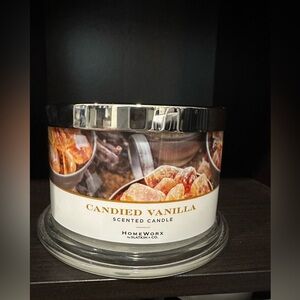 CANDIED VANILLA
SCENTED CANDLE
HOMEWORX
BY SLATKIN + CO.